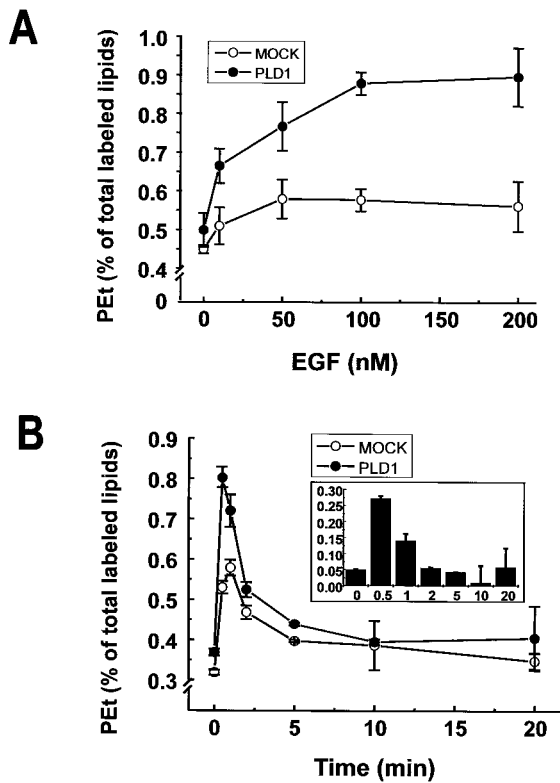 A
PEt (% of total labeled lipids)
1.0
0.9
0.8
0.7
0.6
0.5
0.4
0
MOCK
PLD1
0 50 100 150 200
EGF (nM)
B
PEt (% of total labeled lipids)
0.9
0.8
0.7
0.6
0.5
0.4
0.3
MOCK
PLD1
0.30
0.25
0.20
0.15
0.10
0.05
0.00
0 0.5 1 2 5 10 20
0 5 10 15 20
Time (min)